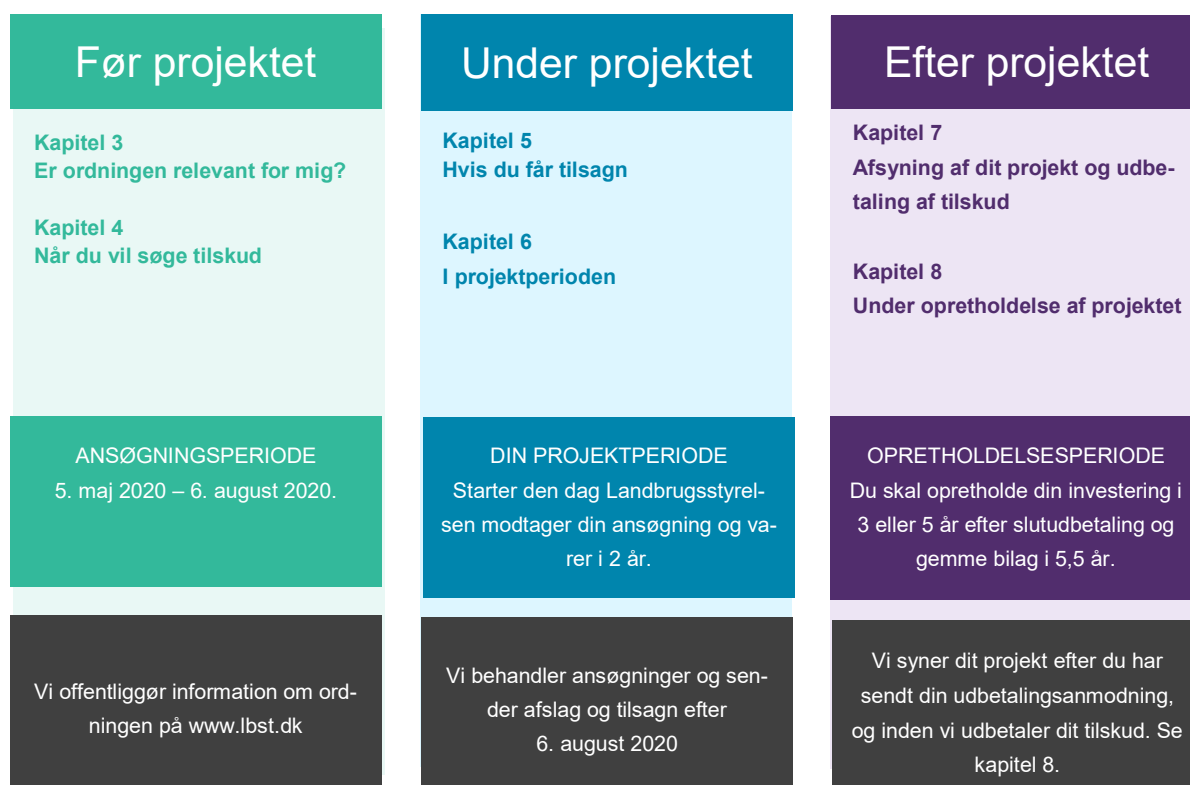 Før projektet
Kapitel 3
Er ordningen relevant for mig?
Kapitel 4
Når du vil søge tilskud
ANSØGNINGSPERIODE
5. maj 2020 – 6. august 2020.
Vi offentliggør information om ord-
ningen på www.lbst.dk
Under projektet
Kapitel 5
Hvis du får tilsagn
Kapitel 6
I projektperioden
DIN PROJEKTPERIODE
Starter den dag Landbrugsstyrel-
sen modtager din ansøgning og va-
rer i 2 år.
Vi behandler ansøgninger og sen-
der afslag og tilsagn efter
6. august 2020
Efter projektet
Kapitel 7
Afsyning af dit projekt og udbe-
taling af tilskud
Kapitel 8
Under opretholdelse af projektet
OPRETHOLDELSESPERIODE
Du skal opretholde din investering i
3 eller 5 år efter slutudbetaling og
gemme bilag i 5,5 år.
Vi syner dit projekt efter du har
sendt din udbetalingsanmodning,
og inden vi udbetaler dit tilskud. Se
kapitel 8.